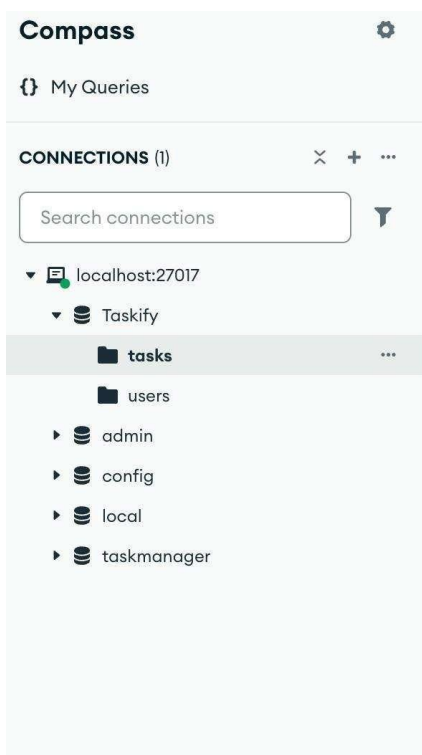 Compass
{} My Queries
CONNECTIONS (1)
Search connections
localhost:27017
Taskify
tasks
users
admin
config
local
taskmanager